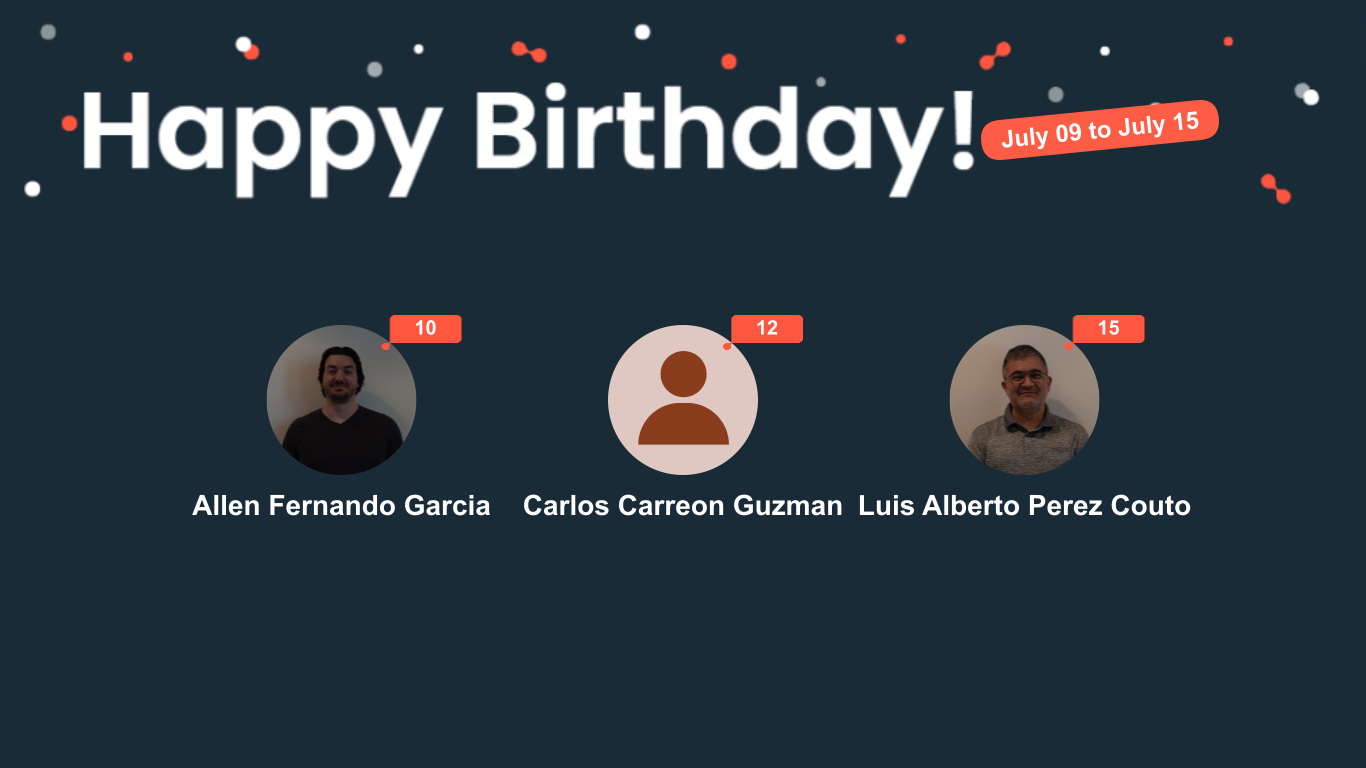 Happy Birthday!
July 09 to July 15
10
12
15
Allen Fernando Garcia
Carlos Carreon Guzman
Luis Alberto Perez Couto